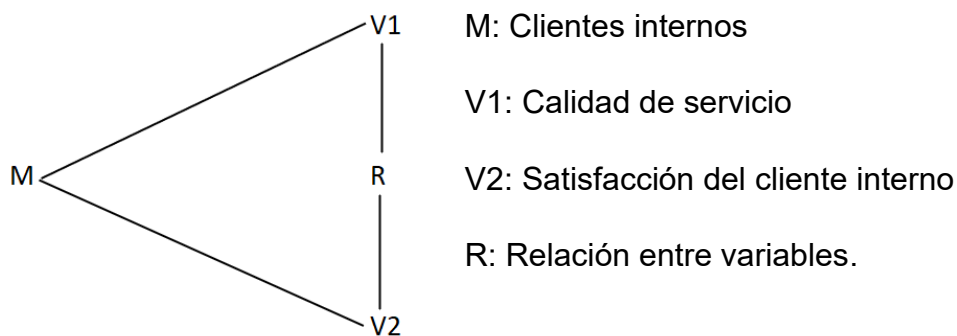 V1
M
R
V2
M: Clientes internos
V1: Calidad de servicio
V2: Satisfacción del cliente interno
R: Relación entre variables.